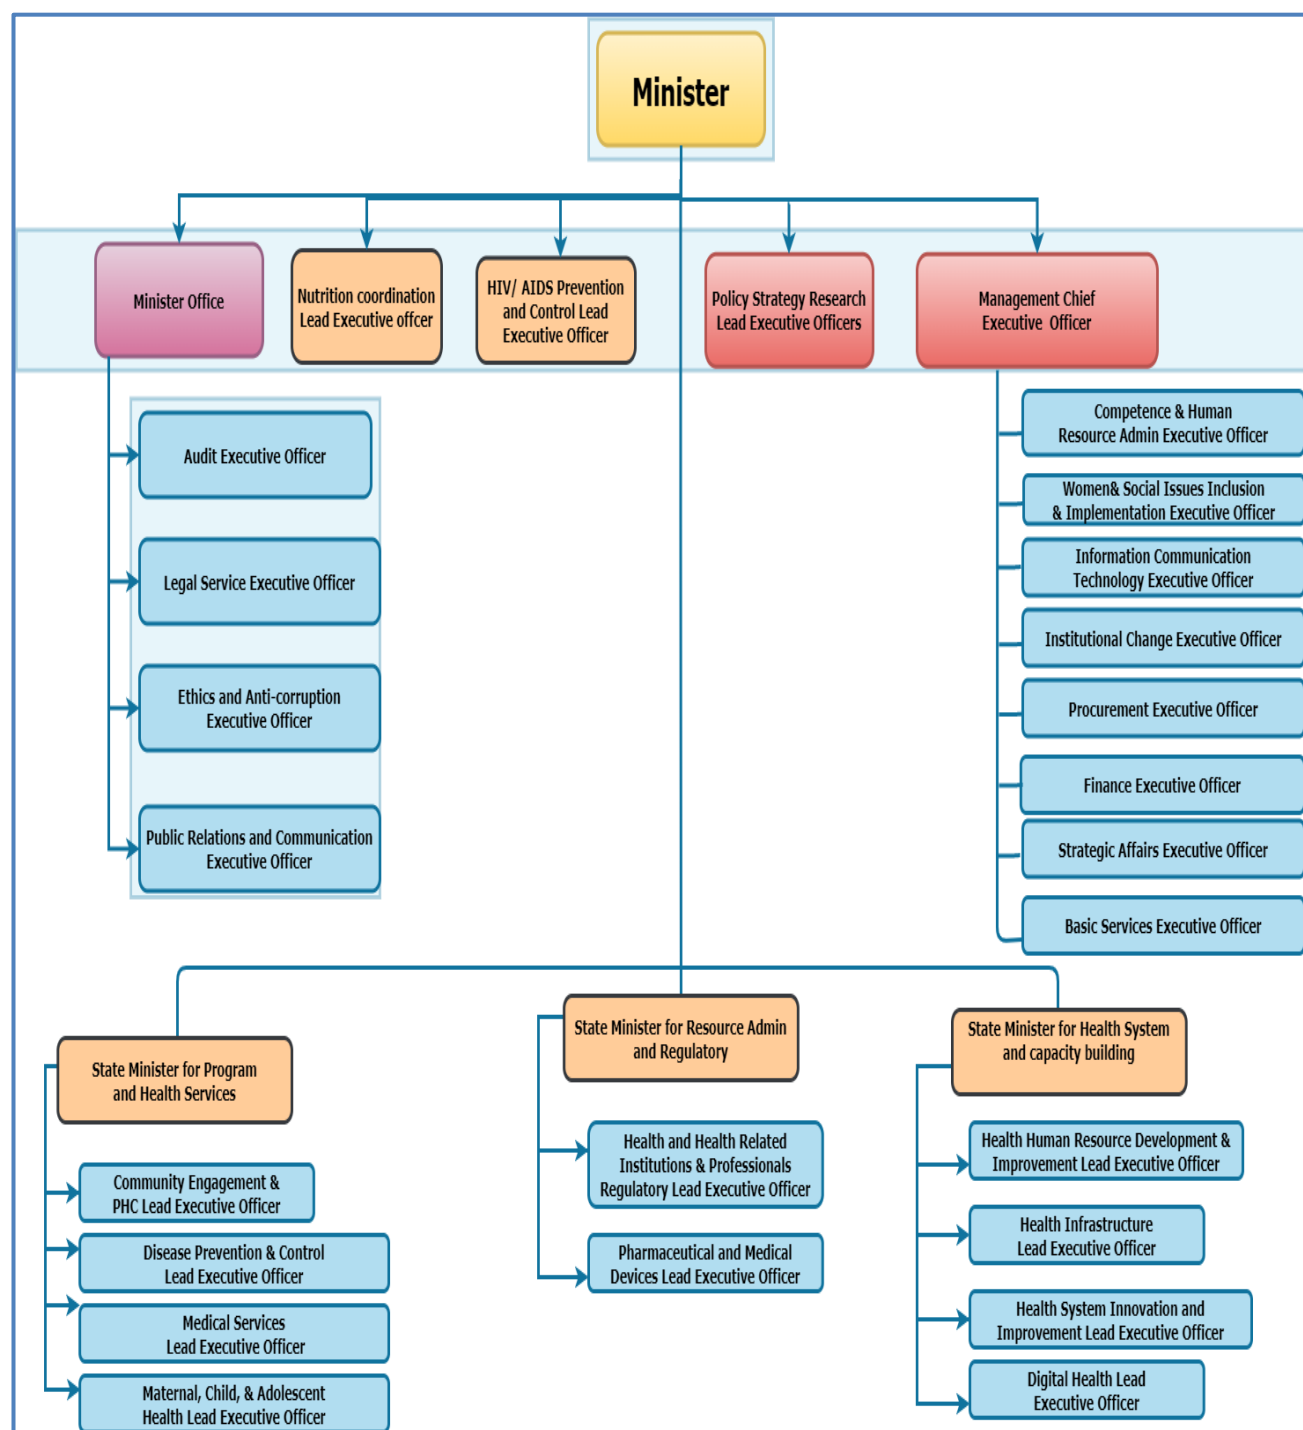 Minister
Minister Office
Nutrition coordination
Lead Executive offcer
HIV/ AIDS Prevention
and Control Lead
Executive Officer
Policy Strategy Research
Lead Executive Officers
Management Chief
Executive Officer
Audit Executive Officer
Legal Service Executive Officer
Ethics and Anti-corruption
Executive Officer
Public Relations and Communication
Executive Officer
Competence & Human
Resource Admin Executive Officer
Women& Social Issues Inclusion
& Implementation Executive Officer
Information Communication
Technology Executive Officer
Institutional Change Executive Officer
Procurement Executive Officer
Finance Executive Officer
Strategic Affairs Executive Officer
Basic Services Executive Officer
State Minister for Program
and Health Services
Community Engagement &
PHC Lead Executive Officer
Disease Prevention & Control
Lead Executive Officer
Medical Services
Lead Executive Officer
Maternal, Child, & Adolescent
Health Lead Executive Officer
State Minister for Resource Admin
and Regulatory
Health and Health Related
Institutions & Professionals
Regulatory Lead Executive Officer
Pharmaceutical and Medical
Devices Lead Executive Officer
State Minister for Health System
and capacity building
Health Human Resource Development &
Improvement Lead Executive Officer
Health Infrastructure
Lead Executive Officer
Health System Innovation and
Improvement Lead Executive Officer
Digital Health Lead
Executive Officer